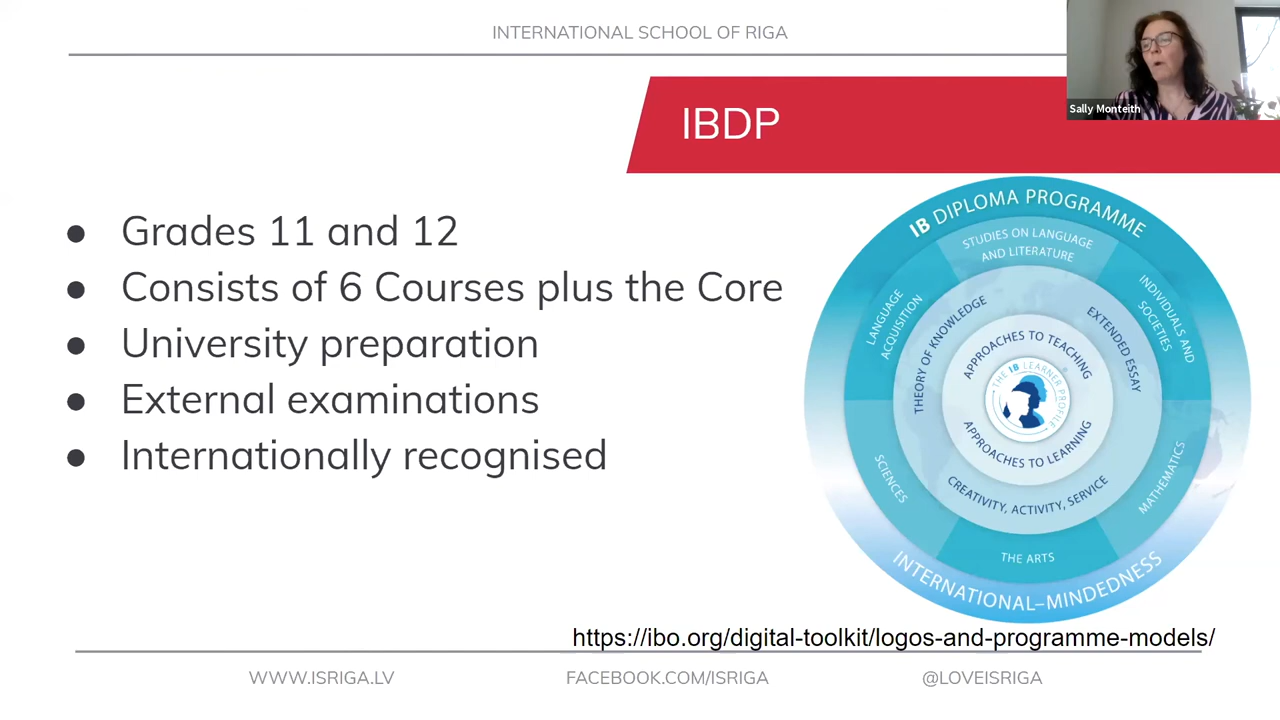 INTERNATIONAL SCHOOL OF RIGA
Sally Monteith
IBDP
● Grades 11 and 12
● Consists of 6 Courses plus the Core
● University preparation
● External examinations
● Internationally recognised
IB DIPLOMA PROGRAMME
STUDIES ON LANGUAGE
AND LITERATURE
LANGUAGE
ACQUISITION
INDIVIDUALS AND
SOCIETIES
THEORY OF KNOWLEDGE
EXTENDED ESSAY
APPROACHES TO TEACHING
THE IB LEARNER PROFILE
APPROACHES TO LEARNING
CREATIVITY, ACTIVITY, SERVICE
SCIENCES
MATHEMATICS
THE ARTS
INTERNATIONAL–MINDEDNESS
https://ibo.org/digital-toolkit/logos-and-programme-models/
WWW.ISRIGA.LV
FACEBOOK.COM/ISRIGA
@LOVEISRIGA